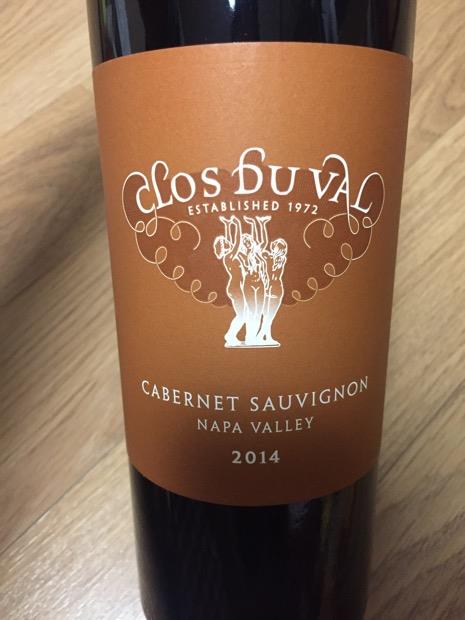 CLOS DU VAL
ESTABLISHED 1972
CABERNET SAUVIGNON
NAPA VALLEY
2014